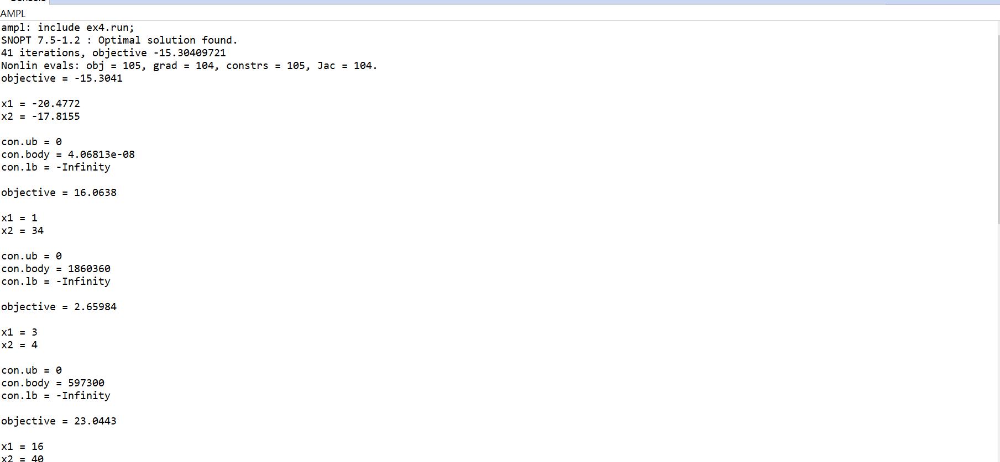 Console
AMPL
ampl: include ex4.run;
SNOPT 7.5-1.2 : Optimal solution found.
41 iterations, objective -15.30409721
Nonlin evals: obj = 105, grad = 104, constrs = 105, Jac = 104.
objective = -15.3041
x1 = -20.4772
x2 = -17.8155
con.ub = 0
con.body = 4.06813e-08
con.lb = -Infinity
objective = 16.0638
x1 = 1
x2 = 34
con.ub = 0
con.body = 1860360
con.lb = -Infinity
objective = 2.65984
x1 = 3
x2 = 4
con.ub = 0
con.body = 597300
con.lb = -Infinity
objective = 23.0443
x1 = 16
x2 = 40